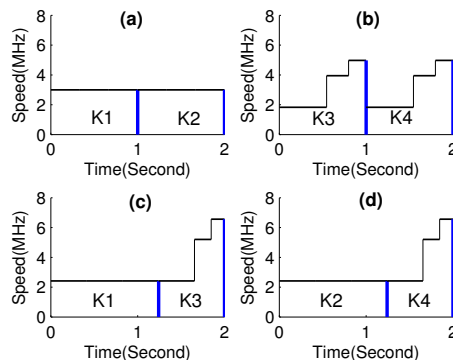 (a)
Speed(MHz)
8
6
4
2
0
K1
K2
0
1
2
Time(Second)
(b)
Speed(MHz)
8
6
4
2
0
K3
K4
0
1
2
Time(Second)
(c)
Speed(MHz)
8
6
4
2
0
K1
K3
0
1
2
Time(Second)
(d)
Speed(MHz)
8
6
4
2
0
K2
K4
0
1
2
Time(Second)